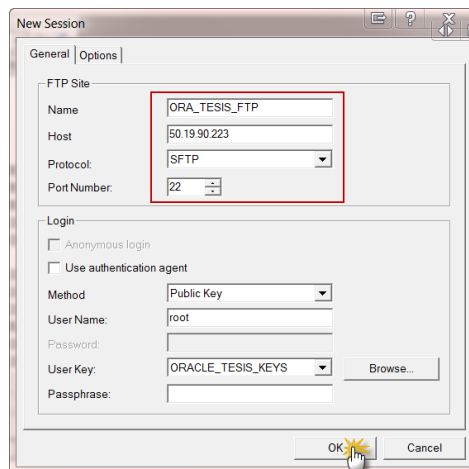 New Session
General Options
FTP Site
Name ORA_TESIS_FTP
Host 50.19.90.223
Protocol: SFTP
Port Number: 22
Login
Anonymous login
Use authentication agent
Method Public Key
User Name: root
Password:
User Key: ORACLE_TESIS_KEYS Browse...
Passphrase:
OK Cancel